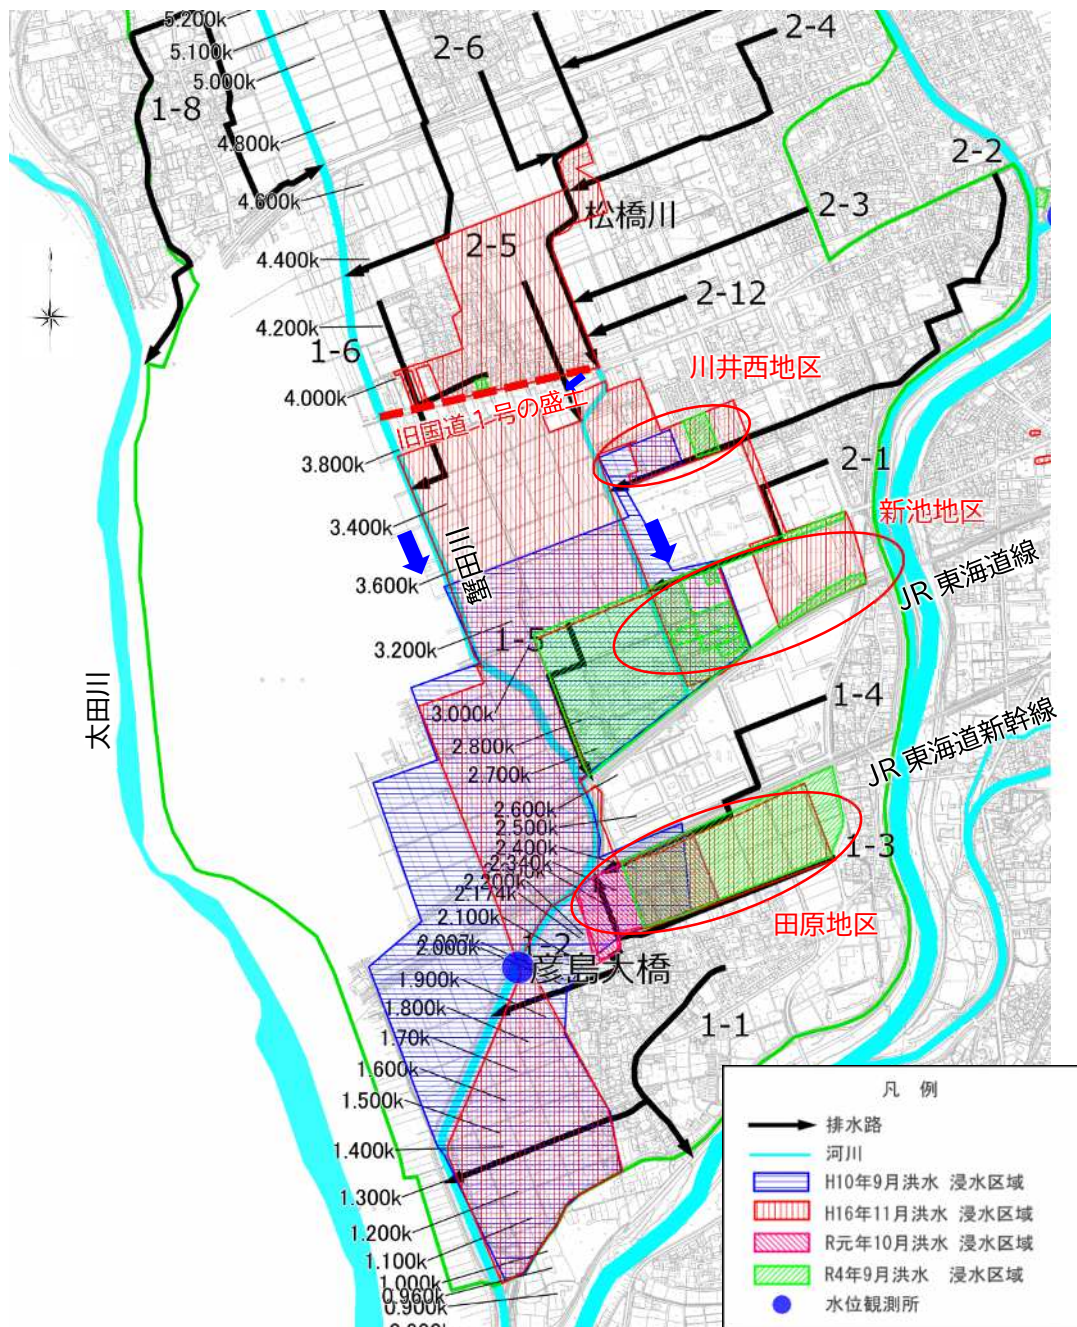 5.200k
5.100k
5.000k
4.800k
4.600k
4.400k
4.200k
4.000k
3.800k
3.400k
3.600k
3.200k
3.000k
2.800k
2.700k
2.600k
2.500k
2.400k
2.340k
2.200k
2.174k
2.100k
2.000k
1.900k
1.800k
1.70k
1.600k
1.500k
1.400k
1.300k
1.200k
1.100k
1.000k
0.960k
0.900k
2-6
2-4
1-8
2-2
松橋川
2-3
2-5
2-12
1-6
川井西地区
旧国道１号の盛土
2-1
新池地区
蟹田川
JR 東海道線
1-5
太田川
1-4
JR 東海道新幹線
1-3
田原地区
1-2
彦島大橋
1-1
凡 例
排水路
河川
H10年9月洪水 浸水区域
H16年11月洪水 浸水区域
R元年10月洪水 浸水区域
R4年9月洪水 浸水区域
水位観測所